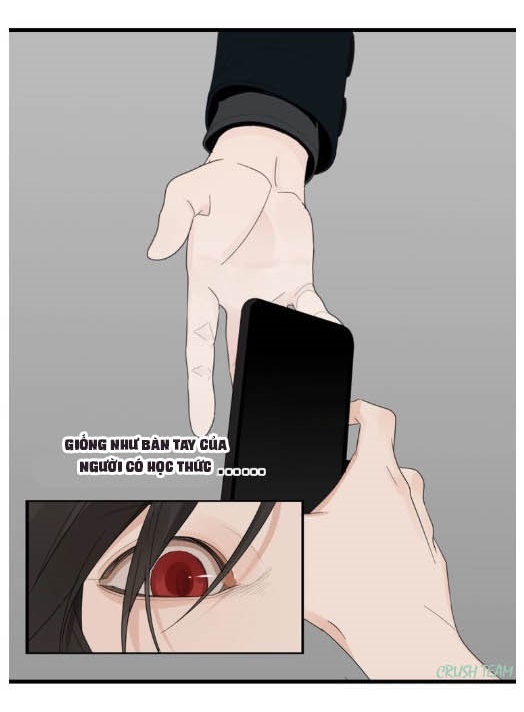 GIỐNG NHƯ BÀN TAY CỦA
NGƯỜI CÓ HỌC THỨC ......
CRUSH TEAM